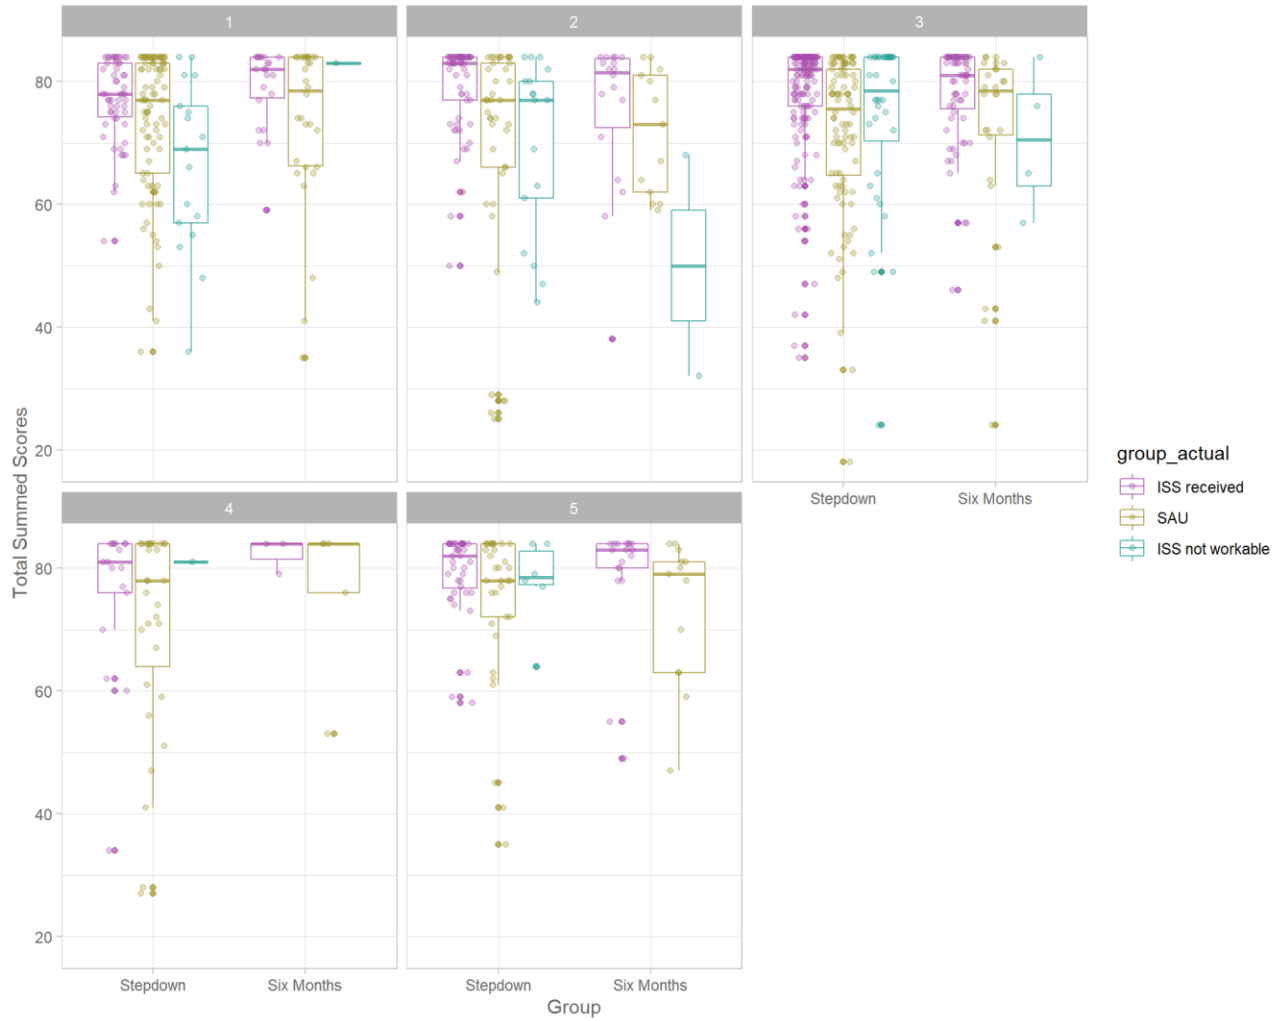 1
2
3
80
60
40
20
Stepdown
Six Months
4
5
80
60
40
20
Stepdown
Six Months
Stepdown
Six Months
Group
Total Summed Scores
group_actual
ISS received
SAU
ISS not workable